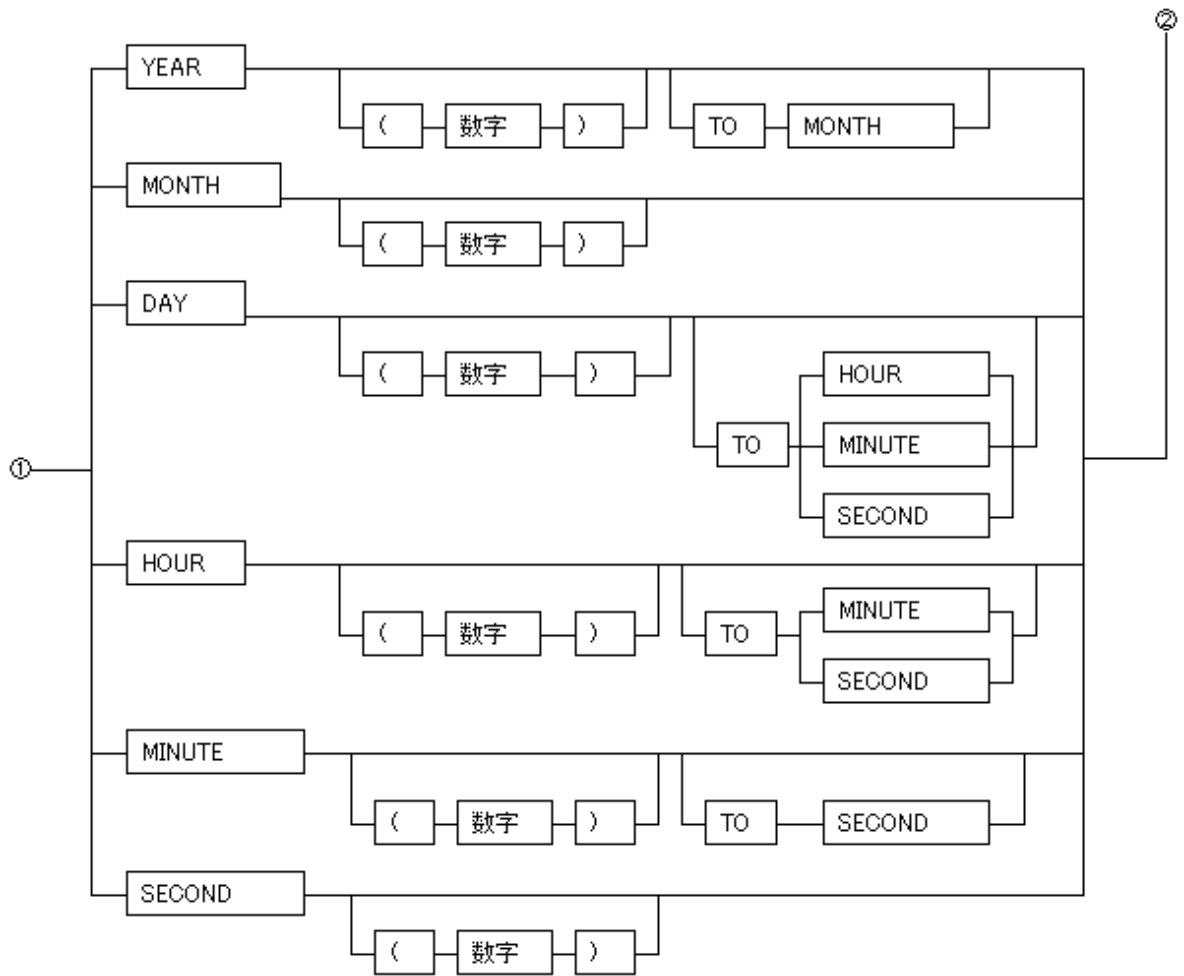 ②
YEAR
( 数字 ) TO MONTH
MONTH
( 数字 )
DAY
( 数字 )
HOUR
TO MINUTE
SECOND
①
HOUR
( 数字 ) TO
MINUTE
SECOND
MINUTE
( 数字 ) TO SECOND
SECOND
( 数字 )